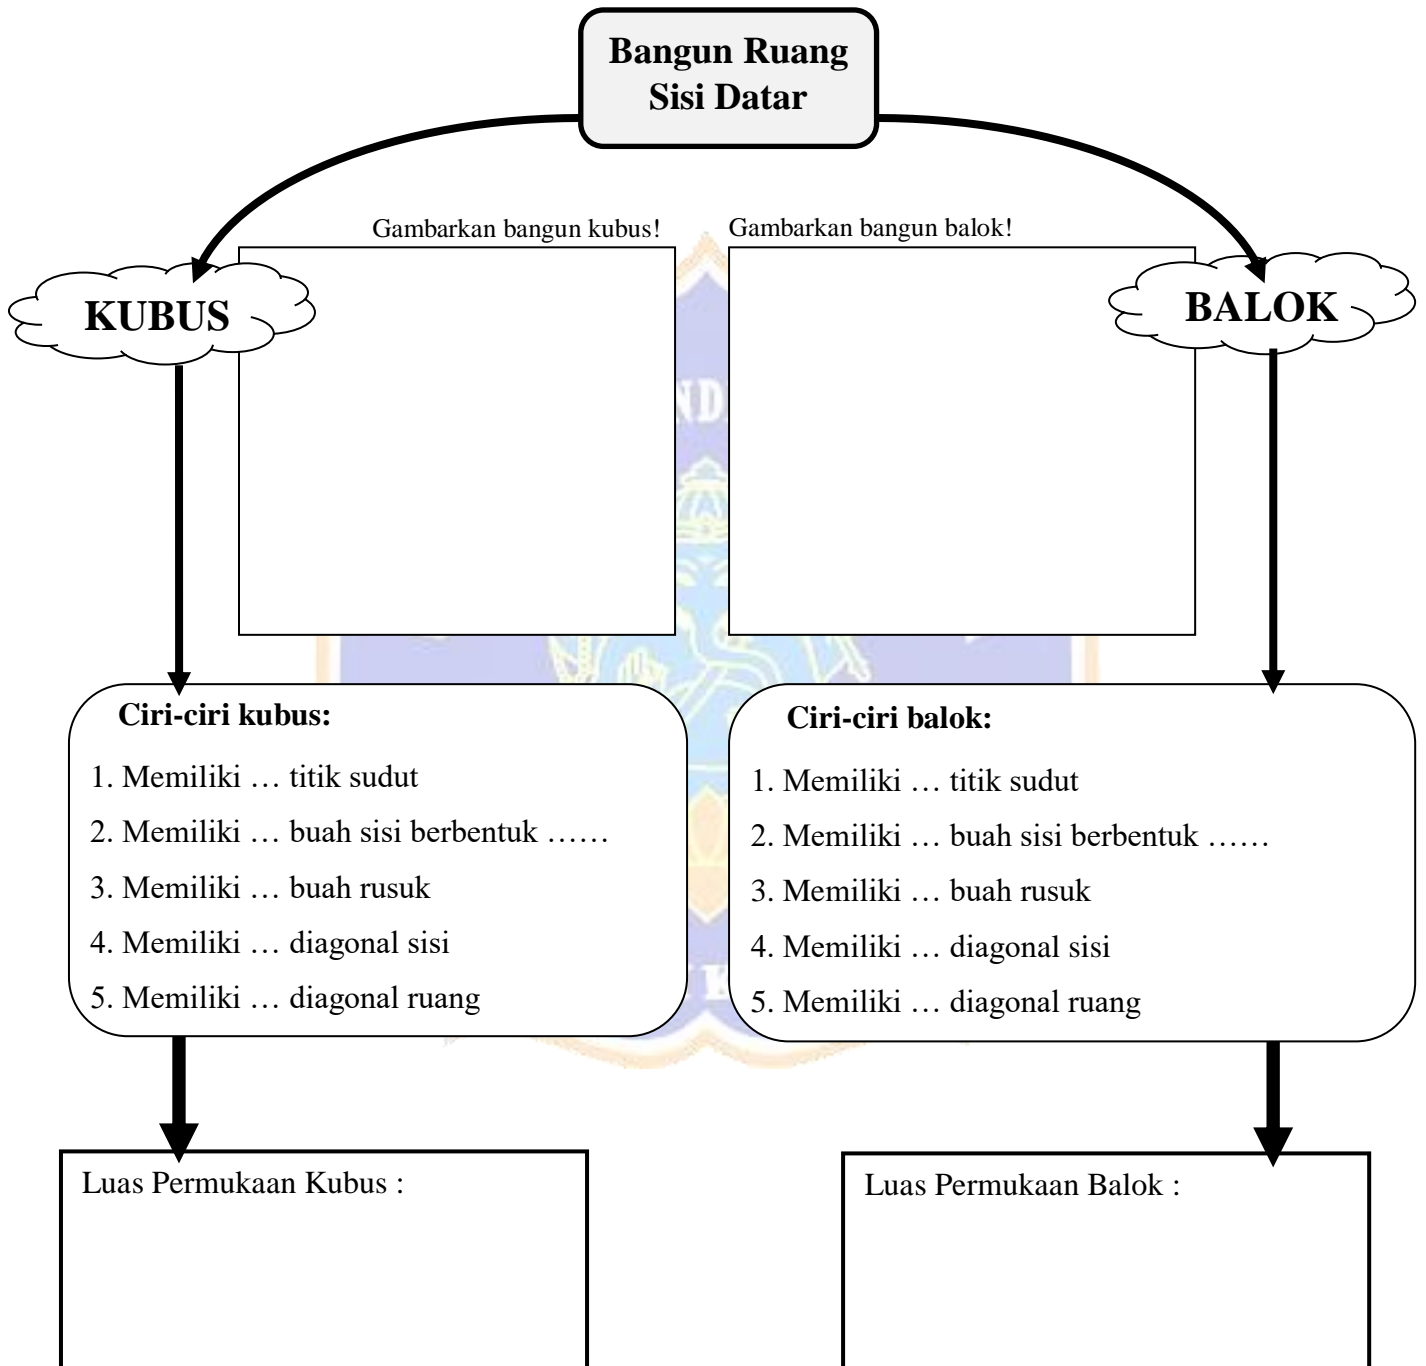 Bangun Ruang
Sisi Datar
Gambarkan bangun kubus!
Gambarkan bangun balok!
KUBUS
BALOK
Ciri-ciri kubus:
1. Memiliki … titik sudut
2. Memiliki … buah sisi berbentuk ……
3. Memiliki … buah rusuk
4. Memiliki … diagonal sisi
5. Memiliki … diagonal ruang
Ciri-ciri balok:
1. Memiliki … titik sudut
2. Memiliki … buah sisi berbentuk ……
3. Memiliki … buah rusuk
4. Memiliki … diagonal sisi
5. Memiliki … diagonal ruang
Luas Permukaan Kubus :
Luas Permukaan Balok :